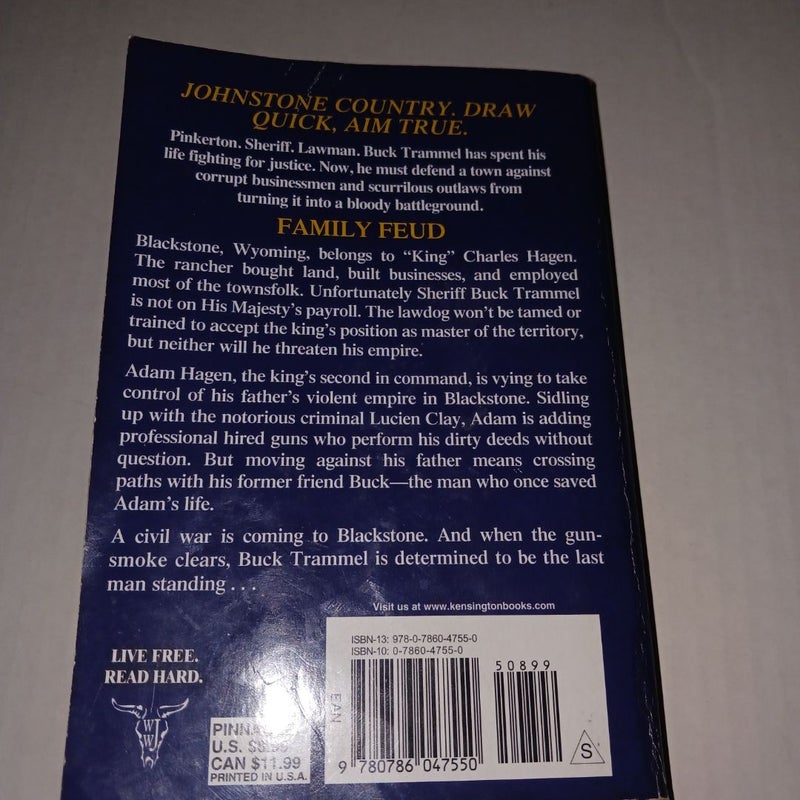 JOHNSTONE COUNTRY. DRAW
QUICK, AIM TRUE.
Pinkerton. Sheriff. Lawman. Buck Trammel has spent his
life fighting for justice. Now, he must defend a town against
corrupt businessmen and scurrilous outlaws from
turning it into a bloody battleground.
FAMILY FEUD
Blackstone, Wyoming, belongs to “King” Charles Hagen.
The rancher bought land, built businesses, and employed
most of the townsfolk. Unfortunately Sheriff Buck Trammel
is not on His Majesty’s payroll. The lawdog won’t be tamed or
trained to accept the king’s position as master of the territory,
but neither will he threaten his empire.
Adam Hagen, the king’s second in command, is vying to take
control of his father’s violent empire in Blackstone. Sidling
up with the notorious criminal Lucien Clay, Adam is adding
professional hired guns who perform his dirty deeds without
question. But moving against his father means crossing
paths with his former friend Buck—the man who once saved
Adam’s life.
A civil war is coming to Blackstone. And when the gun-
smoke clears, Buck Trammel is determined to be the last
man standing . . .
Visit us at www.kensingtonbooks.com
ISBN-13: 978-0-7860-4755-0
ISBN-10: 0-7860-4755-0
50899
EAN
9 780786 047550
S
LIVE FREE.
READ HARD.
WWJ
U.S.
CAN $11.99
PRINTED IN U.S.A.